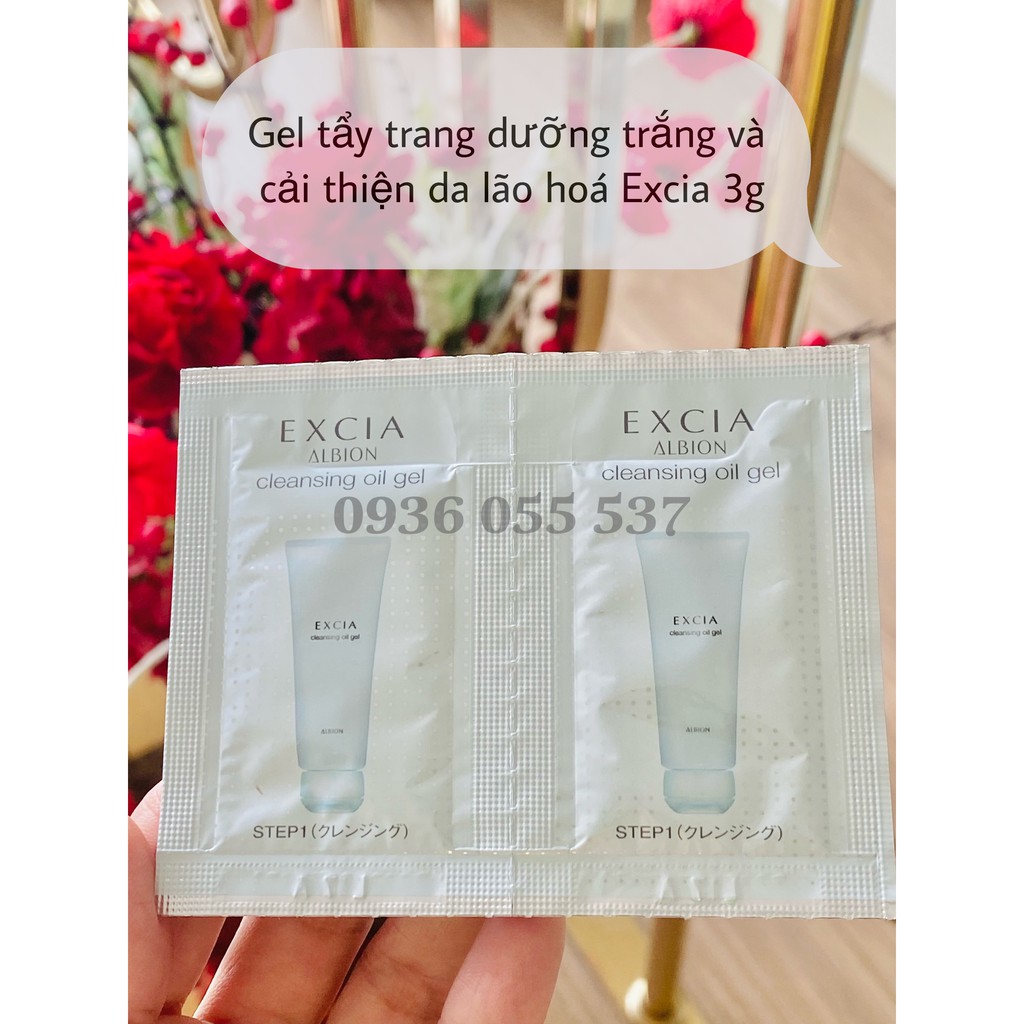 Gel tẩy trang dưỡng trắng và
cải thiện da lão hoá Excia 3g
EXCIA
ALBION
cleansing oil gel
EXCIA
ALBION
cleansing oil gel
0936 055 537
EXCIA
cleansing oil gel
ALBION
EXCIA
cleansing oil gel
ALBION
STEP1(クレンジング)
STEP1(クレンジング)